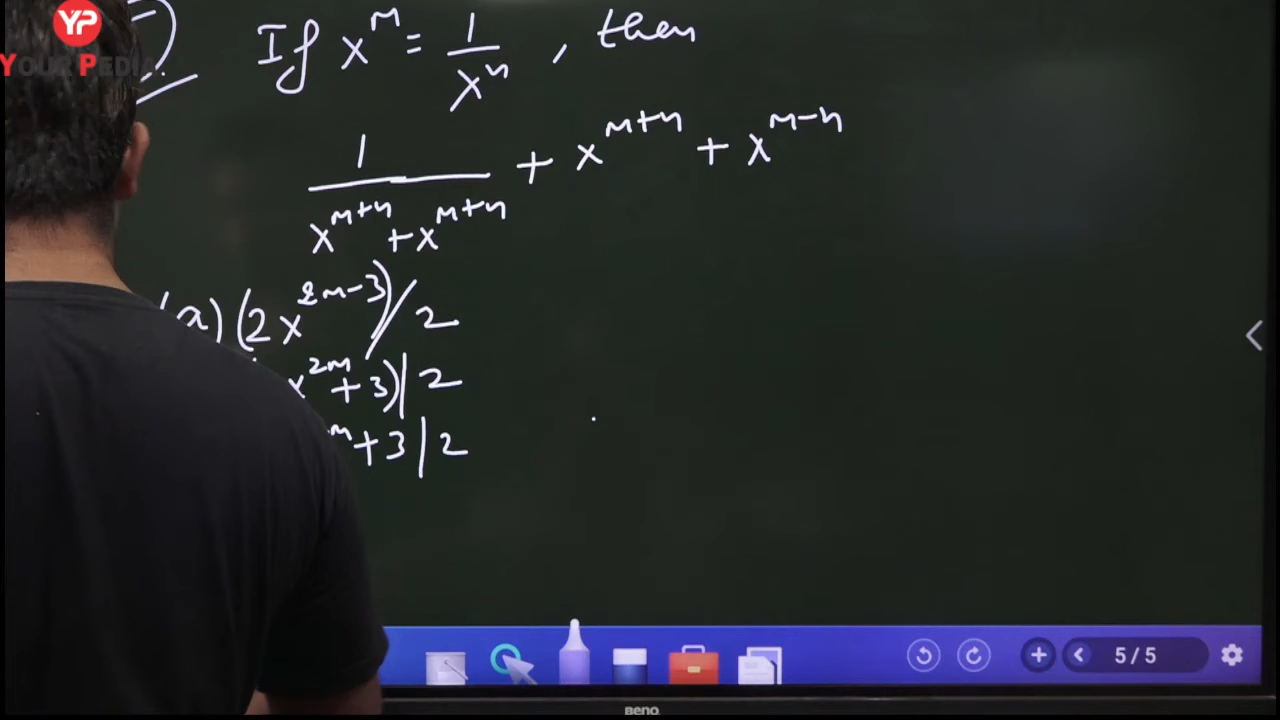 YP
YOUR PEDIA
If x^m = 1/x^n , then
1/(x^(m+n) + x^(m+n)) + x^(m+n) + x^(m-n)
(a) (2x^(2m-3))/2
x^(2m) + 3)/2
^m + 3/2
5/5
BenQ